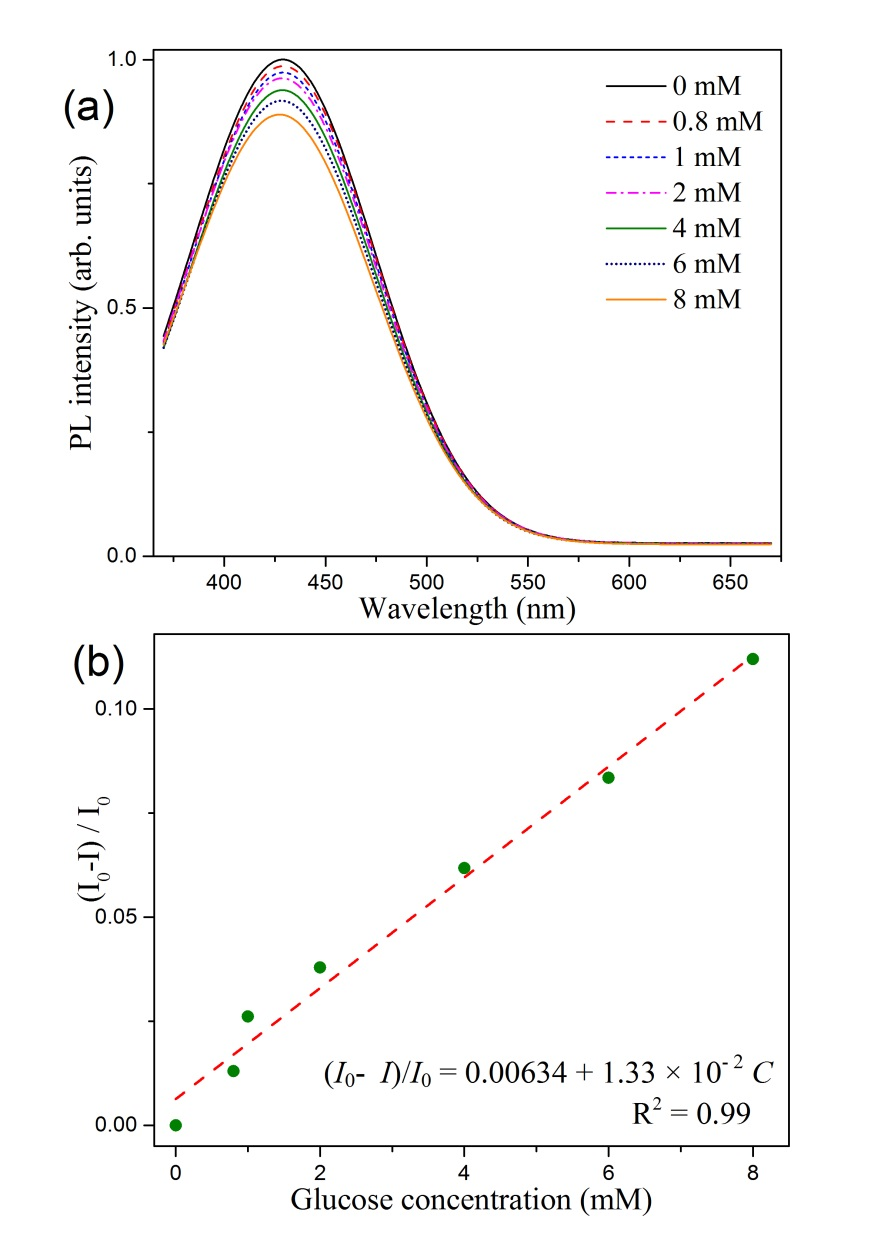 (a)
1.0
0.5
0.0
PL intensity (arb. units)
0 mM
0.8 mM
1 mM
2 mM
4 mM
6 mM
8 mM
400 450 500 550 600 650
Wavelength (nm)
(b)
0.10
0.05
0.00
(I₀-I) / I₀
(I₀- I)/I₀ = 0.00634 + 1.33 × 10⁻² C
R² = 0.99
0 2 4 6 8
Glucose concentration (mM)